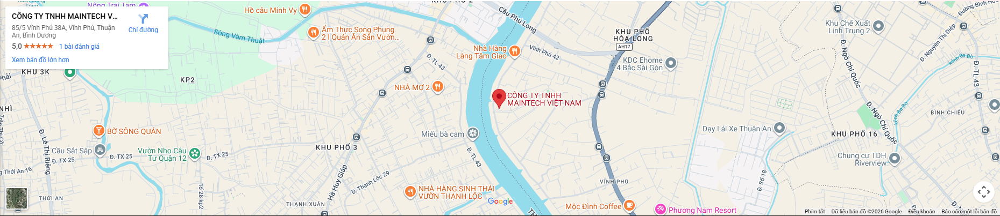 CÔNG TY TNHH MAINTECH V...
85/5 Vĩnh Phú 38A, Vĩnh Phú, Thuận
An, Bình Dương
5,0
1 bài đánh giá
Chỉ đường
Xem bản đồ lớn hơn
Nông Trại Tam
Hồ câu Minh Vy
KHU PHỐ 2
Cầu Phú Long
Sông Vàm Thuật
Ẩm Thực Song Phụng
2 I Quán Ăn Sân Vườn...
Nhà Hàng
Làng Tâm Giao
Vĩnh Phú 42
KHU PHỐ
HÒA LONG
AH17
KDC Ehome
4 Bắc Sài Gòn
Khu Chế Xuất
Linh Trung 2
Đ. Ngô Chí Quốc
Đ. Nguyễn Thị Diệp
Đường Bình Hòa
kênh Ba Bò
Đ. TL 43
KHU 3K
Phải
KP2
Đ. TL 43
NHÀ MỢ 2
CÔNG TY TNHH
MAINTECH VIỆT NAM
NHÌ
BỜ SÔNG QUÁN
Cầu Sắt Sập
Đ. TX 25
Đ. TX 25
Đ. TX 25
Vườn Nho Cậu
Tư Quận 12
Đ. Lê Thị Riêng
KHU PHỐ 3
Miếu bà cam
Đ. TL 43
Dạy Lái Xe Thuận An
KHU PHỐ 16
Đ. Ngô Chí Quốc
kênh Ba Bò
BÌNH CHIỂU
Chung cư TDH
Riverview
Thới An 16
THỚI AN
Tổ 28 kp2
Hà Huy Giáp
Đ. Thạnh Lộc 29
THẠNH XUÂN
NHÀ HÀNG SINH THÁI
VƯỜN THẠNH LỘC
Google
VĨNH PHÚ
Mộc Đình Coffee
Phương Nam Resort
Đ. Số 18
Phím tắt
Dữ liệu bản đồ ©2026 Google
Điều khoản
Báo cáo một lỗi bản đồ